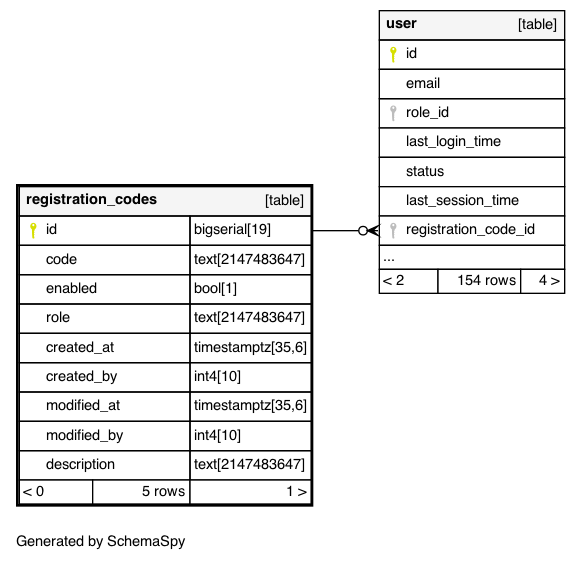 user [table]
id
email
role_id
last_login_time
status
last_session_time
registration_code_id
...
< 2 154 rows 4 >
registration_codes [table]
id bigserial[19]
code text[2147483647]
enabled bool[1]
role text[2147483647]
created_at timestamptz[35,6]
created_by int4[10]
modified_at timestamptz[35,6]
modified_by int4[10]
description text[2147483647]
< 0 5 rows 1 >
Generated by SchemaSpy